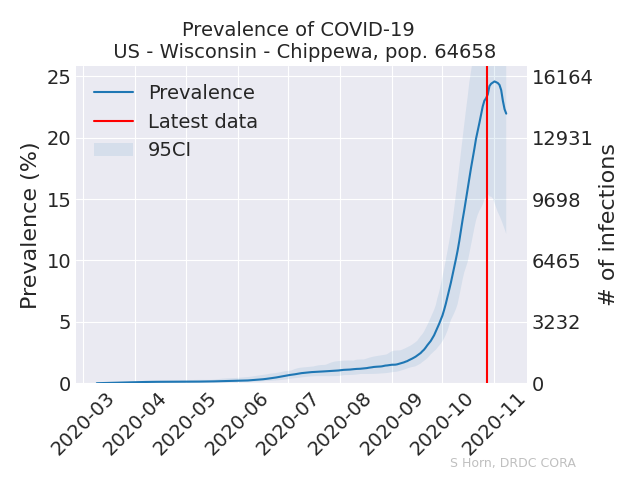 Prevalence of COVID-19
US - Wisconsin - Chippewa, pop. 64658
Prevalence
Latest data
95CI
Prevalence (%)
25
20
15
10
5
0
16164
12931
9698
6465
3232
0
# of infections
2020-03
2020-04
2020-05
2020-06
2020-07
2020-08
2020-09
2020-10
2020-11
S Horn, DRDC CORA